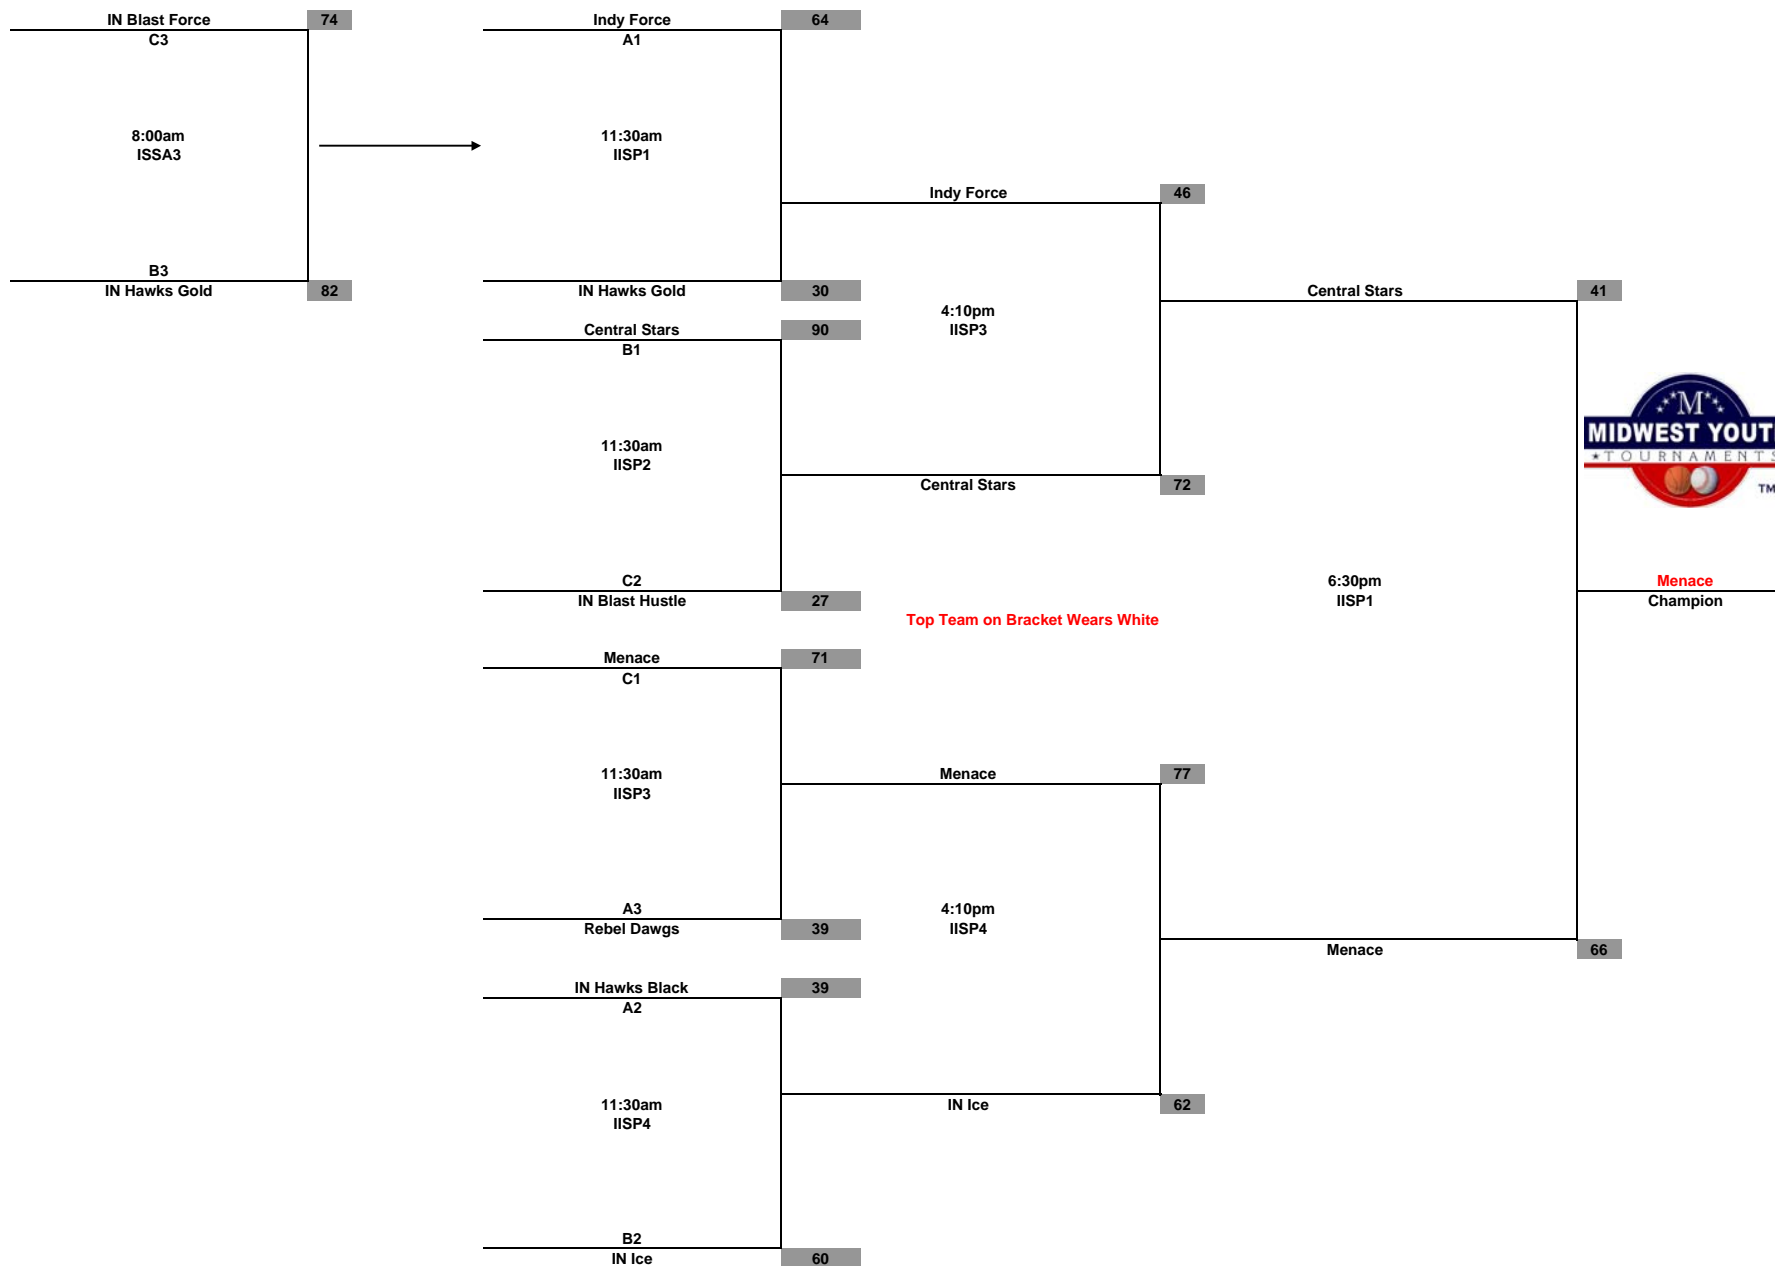 IN Blast Force 74
C3
8:00am
ISSA3
B3
IN Hawks Gold 82
Indy Force 64
A1
11:30am
IISP1
IN Hawks Gold 30
Central Stars 90
B1
11:30am
IISP2
C2
IN Blast Hustle 27
Menace 71
C1
11:30am
IISP3
A3
Rebel Dawgs 39
IN Hawks Black 39
A2
11:30am
IISP4
B2
IN Ice 60
Indy Force 46
4:10pm
IISP3
Central Stars 72
Top Team on Bracket Wears White
Menace 77
4:10pm
IISP4
IN Ice 62
Central Stars 41
6:30pm
IISP1
Menace 66
M
MIDWEST YOUT
TOURNAMENTS
TM
Menace
Champion